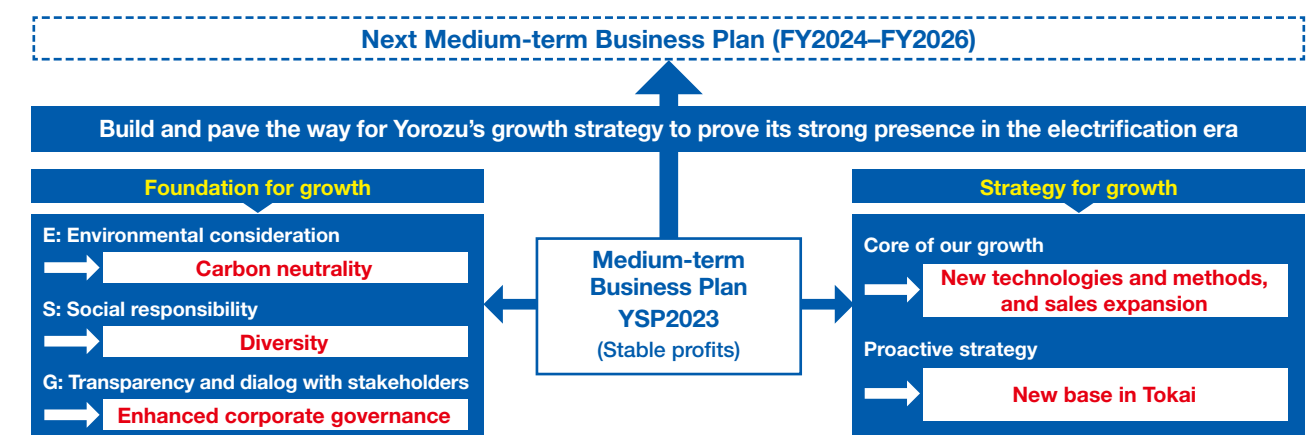 Next Medium-term Business Plan (FY2024–FY2026)
Build and pave the way for Yorozu's growth strategy to prove its strong presence in the electrification era
Foundation for growth
E: Environmental consideration
Carbon neutrality
S: Social responsibility
Diversity
G: Transparency and dialog with stakeholders
Enhanced corporate governance
Medium-term
Business Plan
YSP2023
(Stable profits)
Strategy for growth
Core of our growth
New technologies and methods,
and sales expansion
Proactive strategy
New base in Tokai